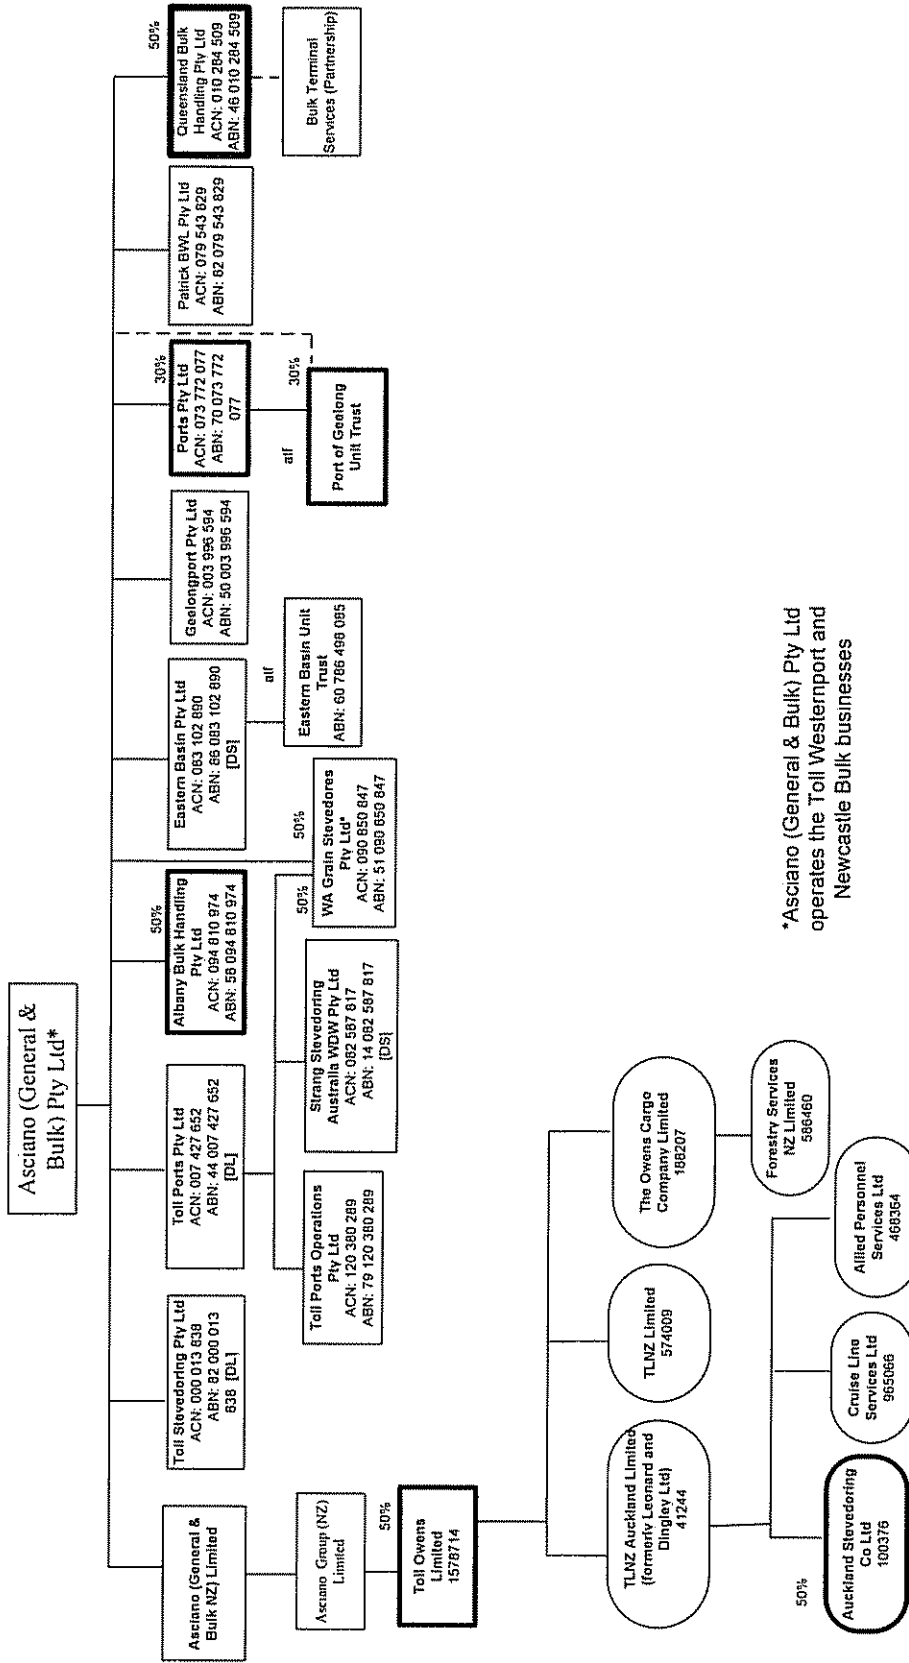 Asciano (General &
Bulk) Pty Ltd*
Asciano (General &
Bulk NZ) Limited
Asciano Group (NZ)
Limited
50%
Toll Owens
Limited
1578714
Toll Stevedoring Pty Ltd
ACN: 000 013 838
ABN: 82 000 013
838 [DL]
Toll Ports Pty Ltd
ACN: 007 427 652
ABN: 44 007 427 652
[DL]
50%
Albany Bulk Handling
Pty Ltd
ACN: 094 810 974
ABN: 58 094 810 974
Eastern Basin Pty Ltd
ACN: 083 102 890
ABN: 86 083 102 890
[DS]
Geelongport Pty Ltd
ACN: 003 996 594
ABN: 50 003 996 594
30%
Ports Pty Ltd
ACN: 073 772 077
ABN: 70 073 772
077
Patrick BWL Pty Ltd
ACN: 079 543 829
ABN: 82 079 543 829
50%
Queensland Bulk
Handling Pty Ltd
ACN: 010 284 509
ABN: 46 010 284 509
Toll Ports Operations
Pty Ltd
ACN: 120 380 289
ABN: 79 120 380 289
Strang Stevedoring
Australia WDW Pty Ltd
ACN: 082 587 817
ABN: 14 082 587 817
[DS]
50%
50%
WA Grain Stevedores
Pty Ltd*
ACN: 090 850 847
ABN: 51 090 850 847
atf
Eastern Basin Unit
Trust
ABN: 60 786 498 085
atf
30%
Port of Geelong
Unit Trust
Bulk Terminal
Services (Partnership)
TLNZ Auckland Limited
(formerly Leonard and
Dingley Ltd)
41244
TLNZ Limited
574009
The Owens Cargo
Company Limited
188207
50%
Auckland Stevedoring
Co Ltd
100376
Cruise Line
Services Ltd
965066
Allied Personnel
Services Ltd
468364
Forestry Services
NZ Limited
586460
*Asciano (General & Bulk) Pty Ltd
operates the Toll Westernport and
Newcastle Bulk businesses